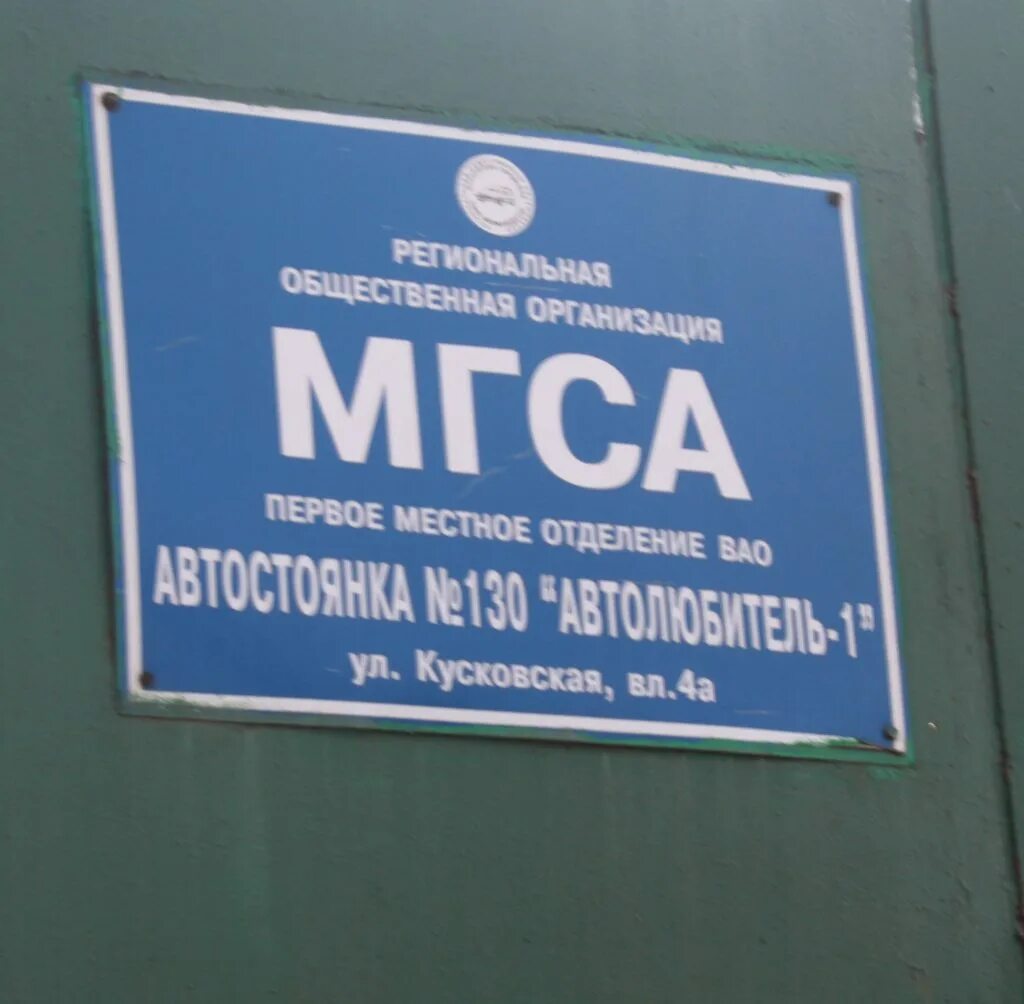 РЕГИОНАЛЬНАЯ
ОБЩЕСТВЕННАЯ ОРГАНИЗАЦИЯ
МГСА
ПЕРВОЕ МЕСТНОЕ ОТДЕЛЕНИЕ ВАО
АВТОСТОЯНКА №130 “АВТОЛЮБИТЕЛЬ-1”
ул. Кусковская, вл.4а